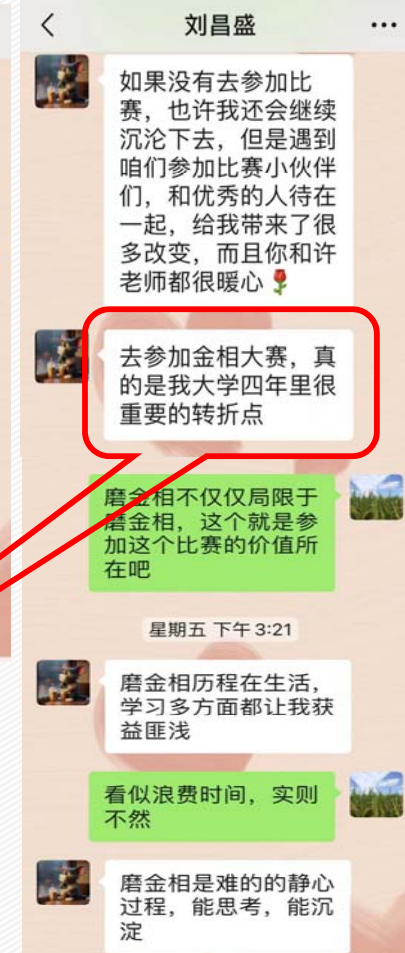 刘昌盛
如果没有去参加比
赛，也许我还会继续
沉沦下去，但是遇到
咱们参加比赛小伙伴
们，和优秀的人待在
一起，给我带来了很
多改变，而且你和许
老师都很暖心🌹
去参加金相大赛，真
的是我大学四年里很
重要的转折点
磨金相不仅仅局限于
磨金相，这个就是参
加这个比赛的价值所
在吧
星期五 下午 3:21
磨金相历程在生活，
学习多方面都让我获
益匪浅
看似浪费时间，实则
不然
磨金相是难的的静心
过程，能思考，能沉
淀